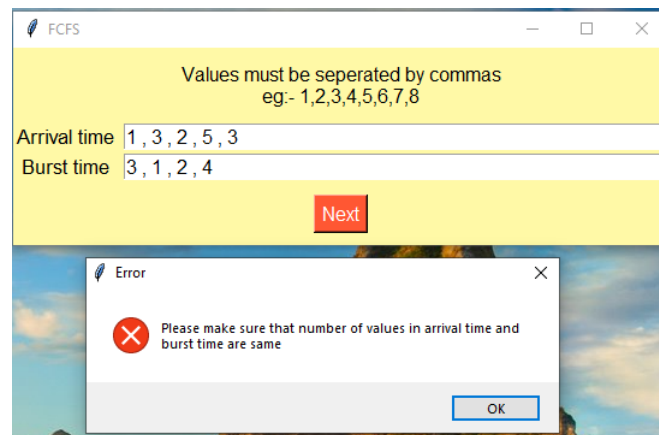 FCFS
Values must be seperated by commas
eg:- 1,2,3,4,5,6,7,8
Arrival time 1 , 3 , 2 , 5 , 3
Burst time 3 , 1 , 2 , 4
Next
Error
Please make sure that number of values in arrival time and
burst time are same
OK